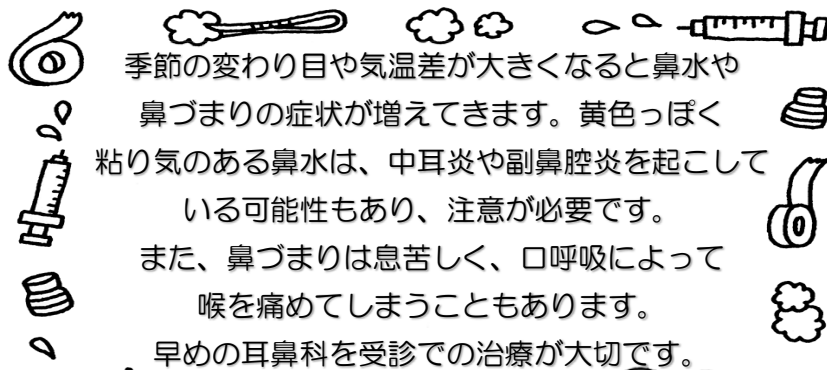 季節の変わり目や気温差が大きくなると鼻水や
鼻づまりの症状が増えてきます。黄色っぽく
粘り気のある鼻水は、中耳炎や副鼻腔炎を起こして
いる可能性もあり、注意が必要です。
また、鼻づまりは息苦しく、口呼吸によって
喉を痛めてしまうこともあります。
早めの耳鼻科を受診での治療が大切です。